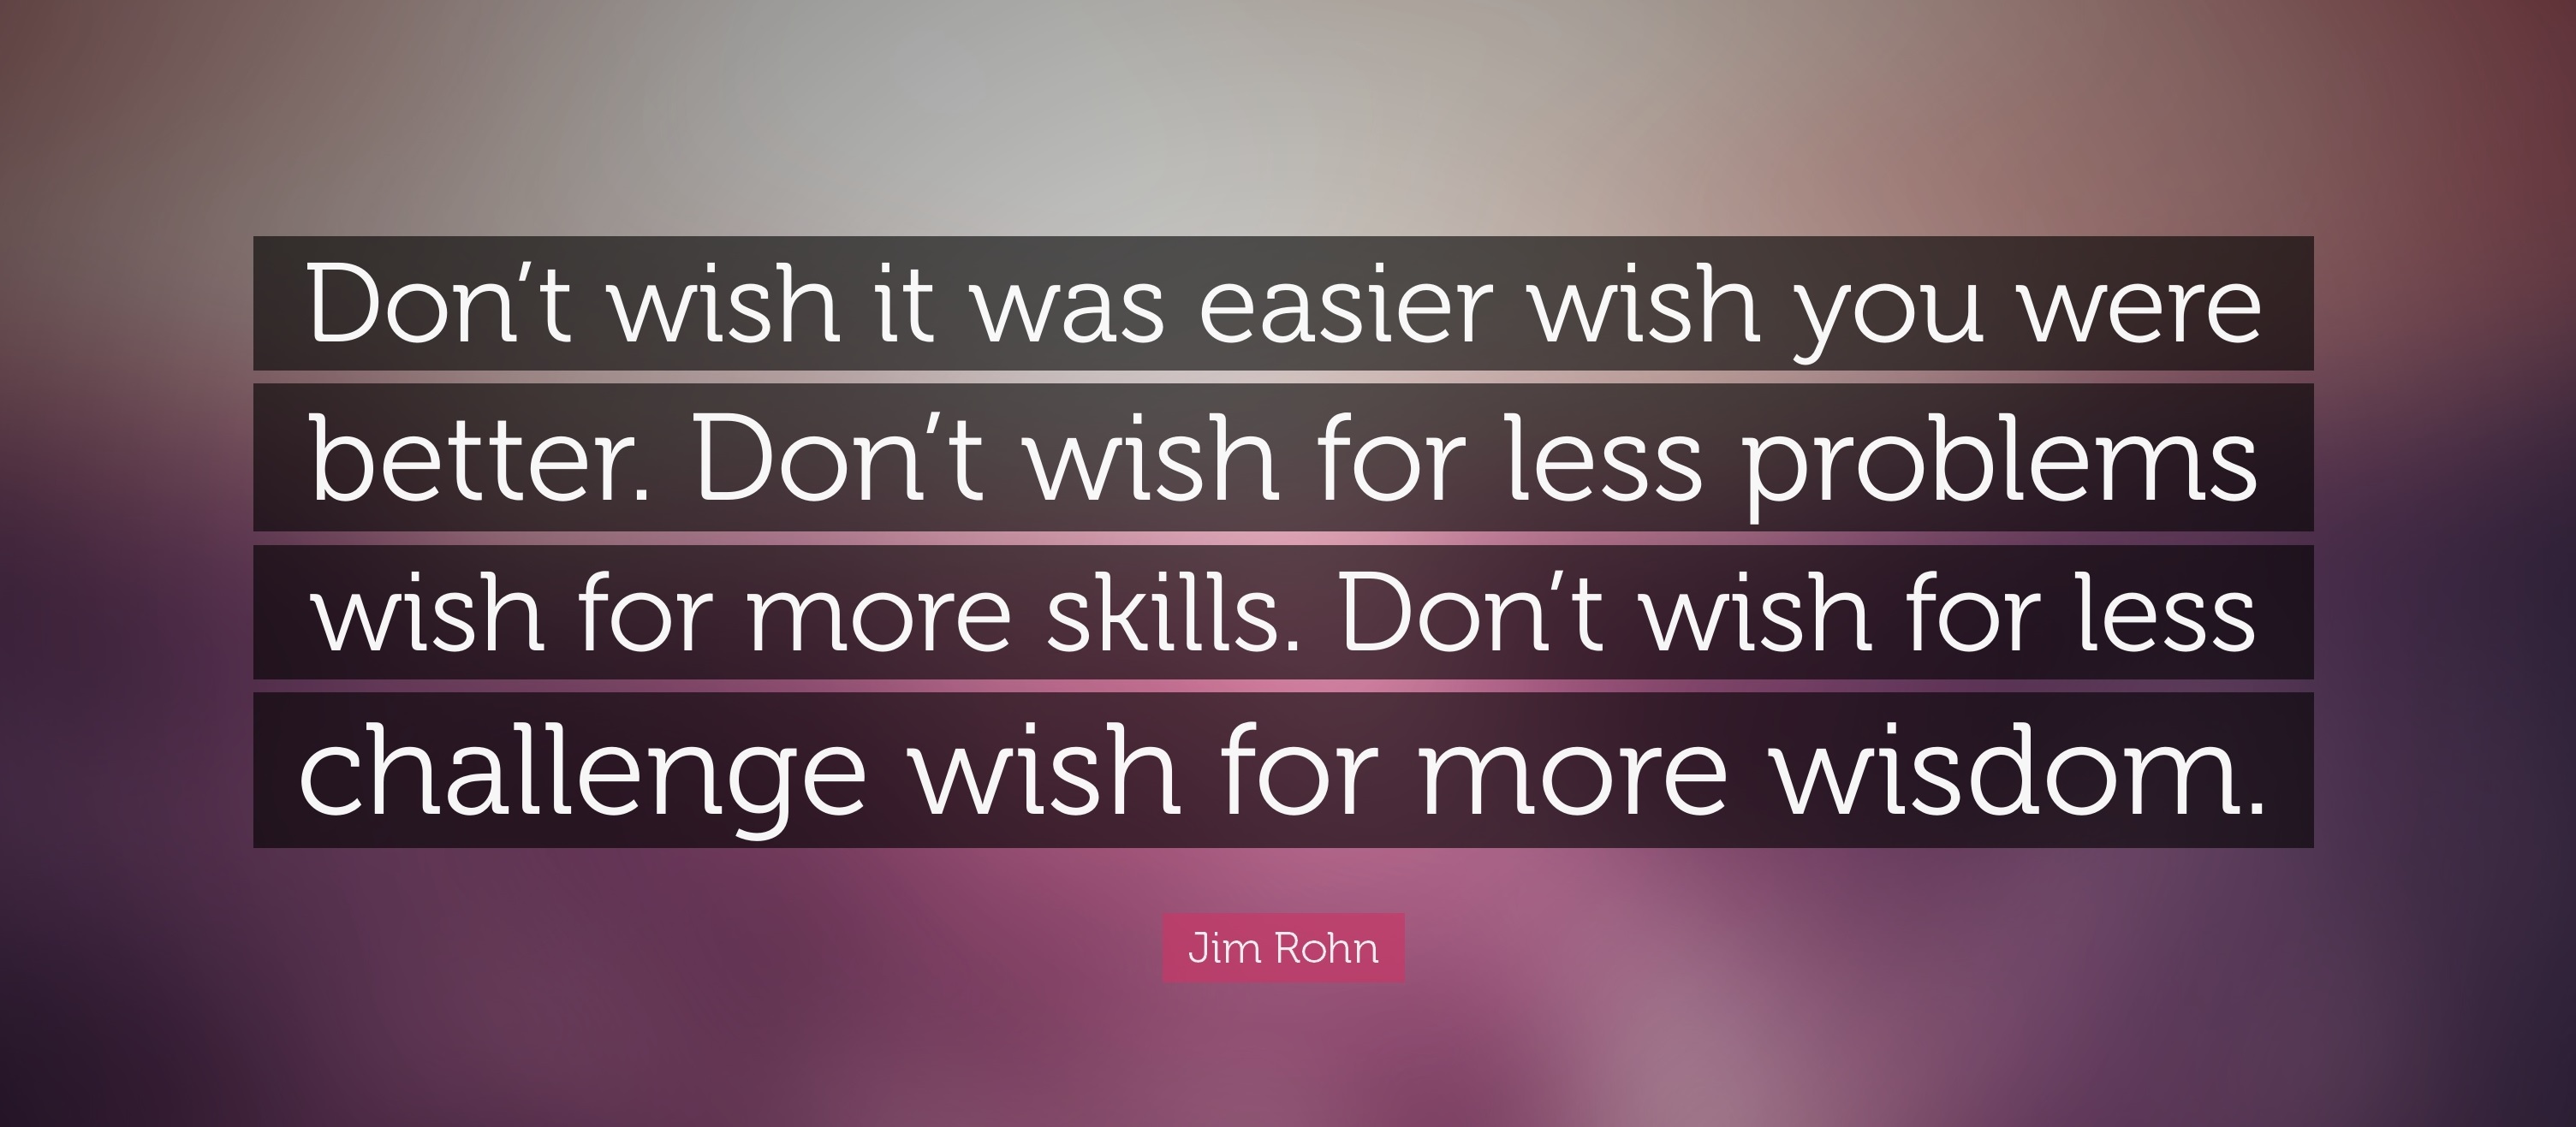 Don’t wish it was easier wish you were
better. Don’t wish for less problems
wish for more skills. Don’t wish for less
challenge wish for more wisdom.
Jim Rohn